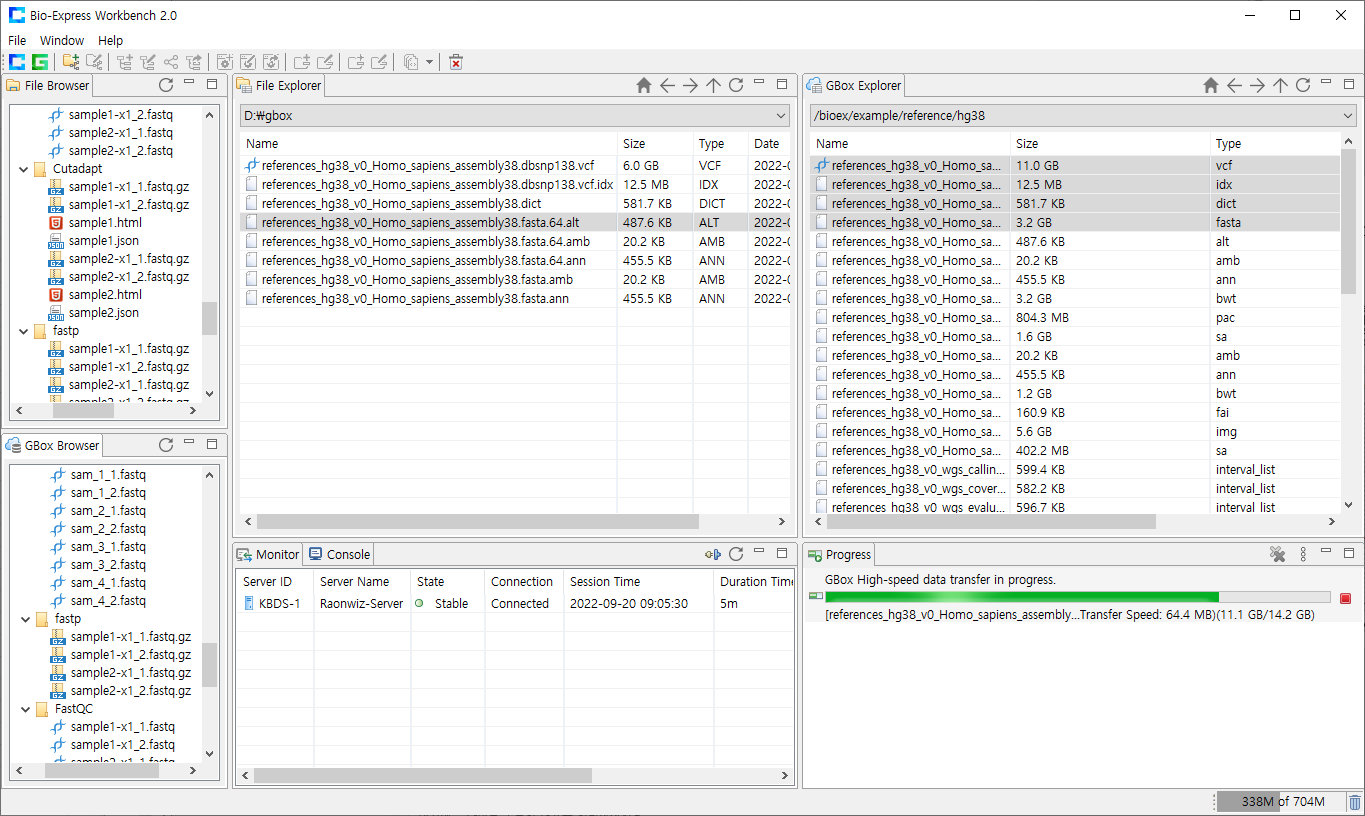 Bio-Express Workbench 2.0
File Window Help
File Browser
sample1-x1_2.fastq
sample2-x1_1.fastq
sample2-x1_2.fastq
Cutadapt
sample1-x1_1.fastq.gz
sample1-x1_2.fastq.gz
sample1.html
sample1.json
sample2-x1_1.fastq.gz
sample2-x1_2.fastq.gz
sample2.html
sample2.json
fastp
sample1-x1_1.fastq.gz
sample1-x1_2.fastq.gz
sample2-x1_1.fastq.gz
sample2-x1_2.fastq.gz
GBox Browser
sam_1_1.fastq
sam_1_2.fastq
sam_2_1.fastq
sam_2_2.fastq
sam_3_1.fastq
sam_3_2.fastq
sam_4_1.fastq
sam_4_2.fastq
fastp
sample1-x1_1.fastq.gz
sample1-x1_2.fastq.gz
sample2-x1_1.fastq.gz
sample2-x1_2.fastq.gz
FastQC
sample1-x1_1.fastq
sample1-x1_2.fastq
sample2-x1_1.fastq
File Explorer
D:₩gbox
Name Size Type Date
references_hg38_v0_Homo_sapiens_assembly38.dbsnp138.vcf 6.0 GB VCF 2022-0
references_hg38_v0_Homo_sapiens_assembly38.dbsnp138.vcf.idx 12.5 MB IDX 2022-0
references_hg38_v0_Homo_sapiens_assembly38.dict 581.7 KB DICT 2022-0
references_hg38_v0_Homo_sapiens_assembly38.fasta.64.alt 487.6 KB ALT 2022-0
references_hg38_v0_Homo_sapiens_assembly38.fasta.64.amb 20.2 KB AMB 2022-0
references_hg38_v0_Homo_sapiens_assembly38.fasta.64.ann 455.5 KB ANN 2022-0
references_hg38_v0_Homo_sapiens_assembly38.fasta.amb 20.2 KB AMB 2022-0
references_hg38_v0_Homo_sapiens_assembly38.fasta.ann 455.5 KB ANN 2022-0
GBox Explorer
/bioex/example/reference/hg38
Name Size Type
references_hg38_v0_Homo_sa... 11.0 GB vcf
references_hg38_v0_Homo_sa... 12.5 MB idx
references_hg38_v0_Homo_sa... 581.7 KB dict
references_hg38_v0_Homo_sa... 3.2 GB fasta
references_hg38_v0_Homo_sa... 487.6 KB alt
references_hg38_v0_Homo_sa... 20.2 KB amb
references_hg38_v0_Homo_sa... 455.5 KB ann
references_hg38_v0_Homo_sa... 3.2 GB bwt
references_hg38_v0_Homo_sa... 804.3 MB pac
references_hg38_v0_Homo_sa... 1.6 GB sa
references_hg38_v0_Homo_sa... 20.2 KB amb
references_hg38_v0_Homo_sa... 455.5 KB ann
references_hg38_v0_Homo_sa... 1.2 GB bwt
references_hg38_v0_Homo_sa... 160.9 KB fai
references_hg38_v0_Homo_sa... 5.6 GB img
references_hg38_v0_Homo_sa... 402.2 MB sa
references_hg38_v0_wgs_callin... 599.4 KB interval_list
references_hg38_v0_wgs_cover... 582.2 KB interval_list
references_hg38_v0_wgs_evalu... 596.7 KB interval_list
Monitor Console
Server ID Server Name State Connection Session Time Duration Time
KBDS-1 Raonwiz-Server Stable Connected 2022-09-20 09:05:30 5m
Progress
GBox High-speed data transfer in progress.
[references_hg38_v0_Homo_sapiens_assembly...Transfer Speed: 64.4 MB)(11.1 GB/14.2 GB)
338M of 704M